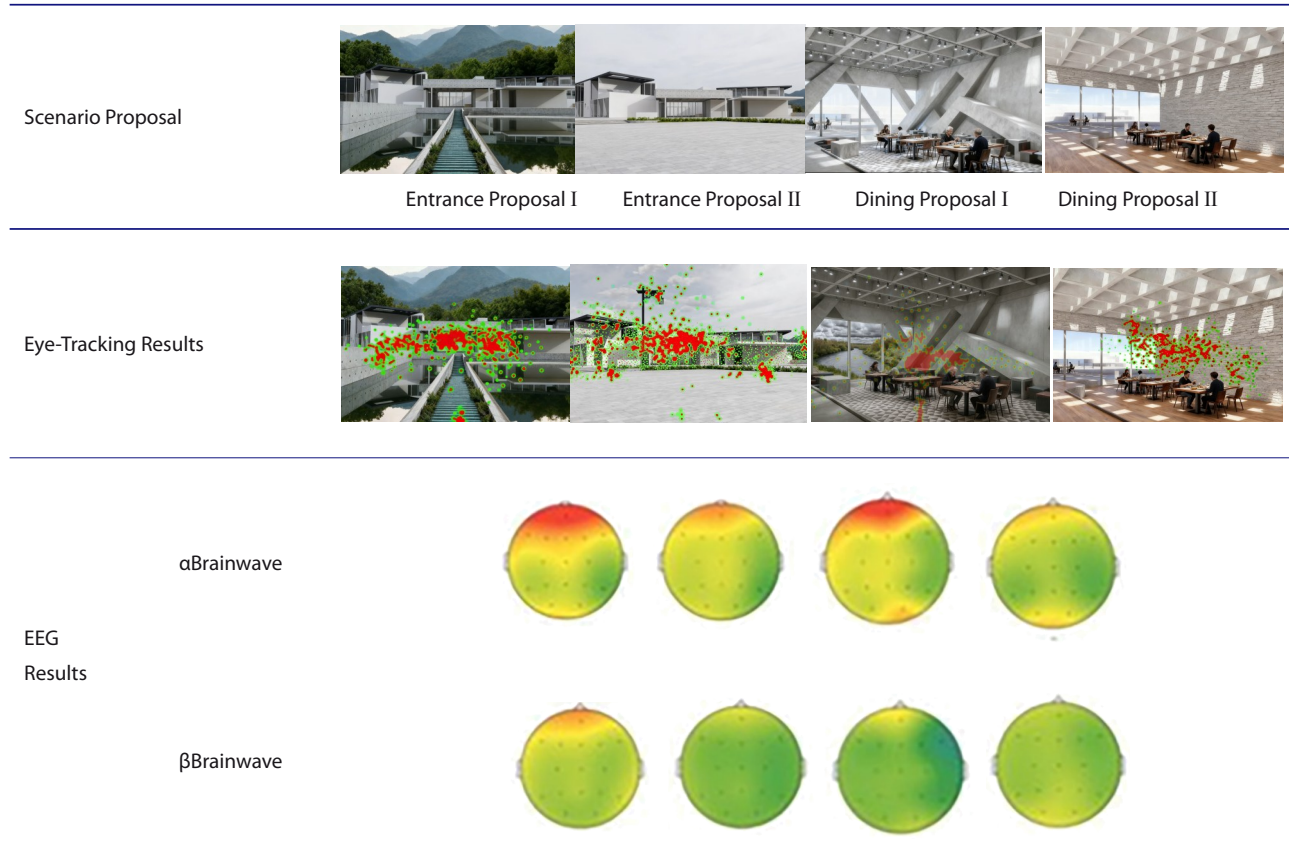 Scenario Proposal
Entrance Proposal Ⅰ Entrance Proposal Ⅱ Dining Proposal Ⅰ Dining Proposal Ⅱ
Eye-Tracking Results
αBrainwave
EEG
Results
βBrainwave